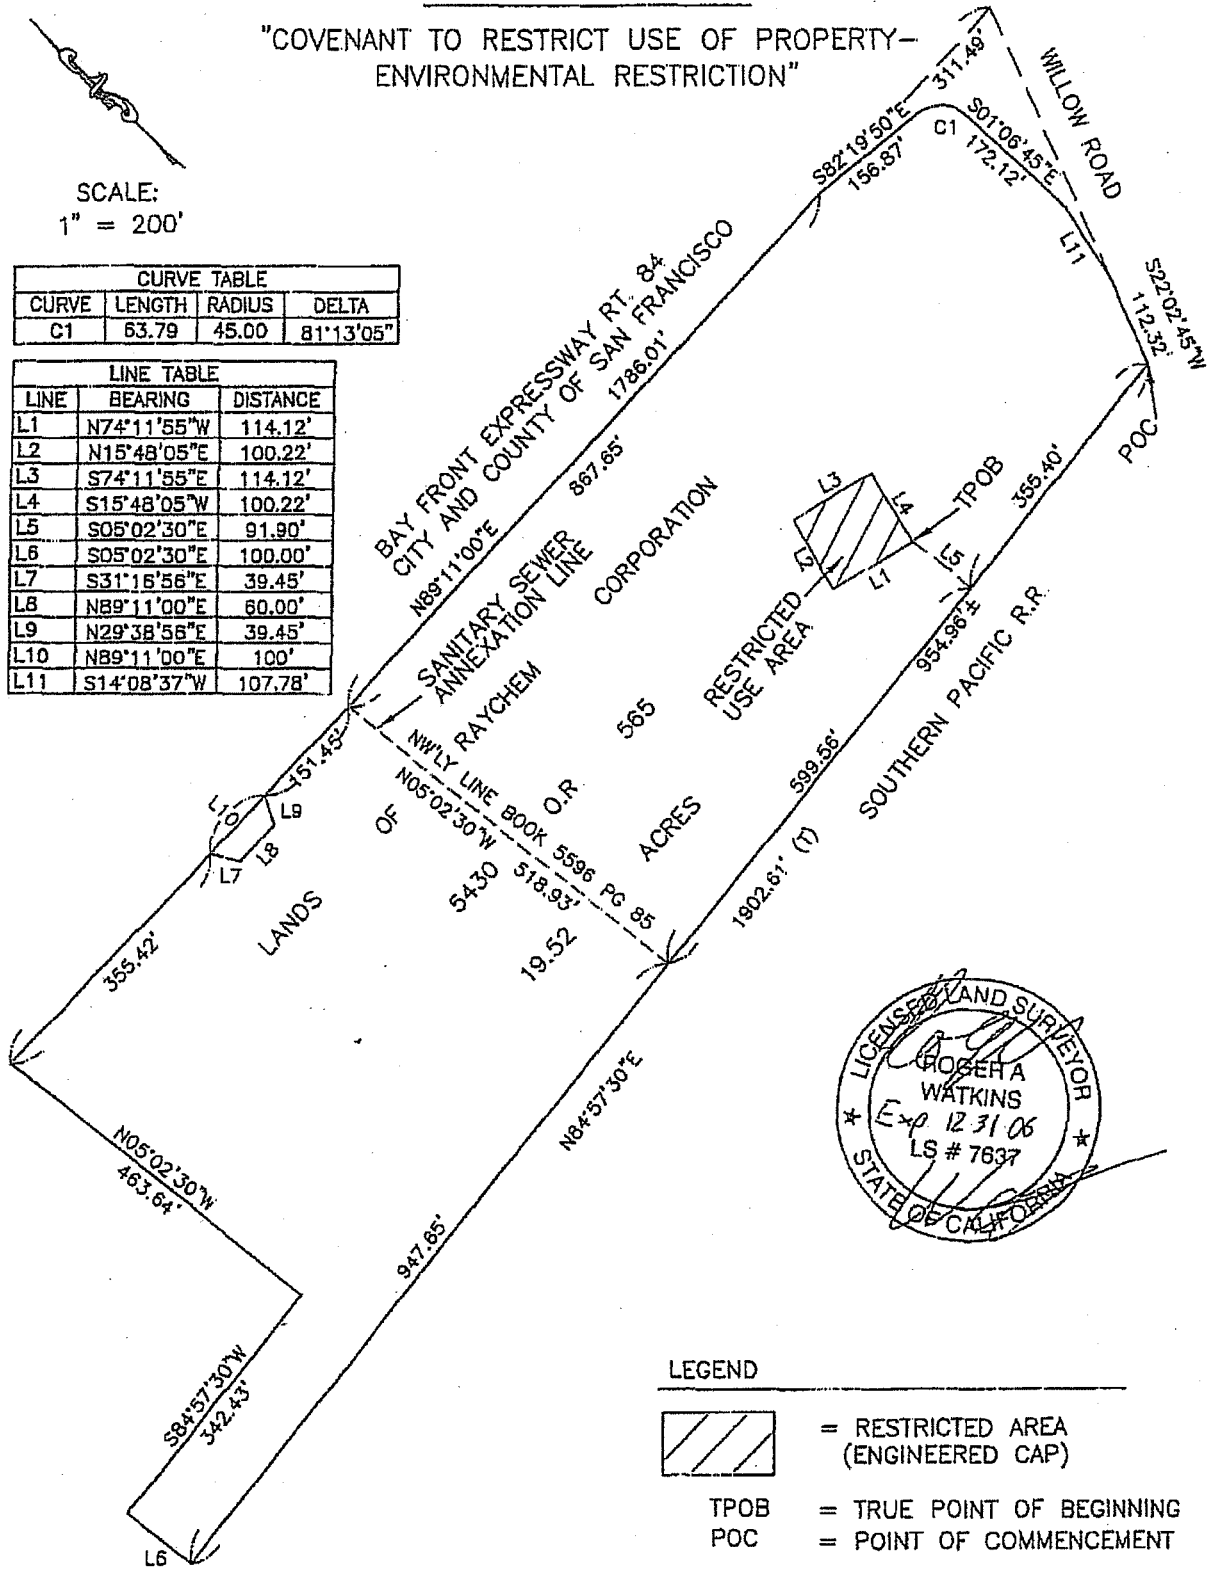 "COVENANT TO RESTRICT USE OF PROPERTY–
ENVIRONMENTAL RESTRICTION"
SCALE:
1" = 200'
CURVE TABLE
CURVE LENGTH RADIUS DELTA
C1 63.79 45.00 81°13'05"
LINE TABLE
LINE BEARING DISTANCE
L1 N74°11'55"W 114.12'
L2 N15°48'05"E 100.22'
L3 S74°11'55"E 114.12'
L4 S15°48'05"W 100.22'
L5 S05°02'30"E 91.90'
L6 S05°02'30"E 100.00'
L7 S31°16'56"E 39.45'
L8 N89°11'00"E 60.00'
L9 N29°38'56"E 39.45'
L10 N89°11'00"E 100'
L11 S14°08'37"W 107.78'
311.49'
WILLOW ROAD
S82°19'50"E
156.87'
C1
S01°06'45"E
172.12'
L11
S22°02'45"W
112.32'
POC
BAY FRONT EXPRESSWAY RT. 84
CITY AND COUNTY OF SAN FRANCISCO
1786.01'
N89°11'00"E
867.65'
SANITARY SEWER
ANNEXATION LINE
RAYCHEM
CORPORATION
L3
L4
L2
L1
TPOB
L5
355.40'
RESTRICTED
USE AREA
954.96'±
SOUTHERN PACIFIC R.R.
599.56'
1902.61' (T)
151.45'
L10
L9
L8
L7
NW'LY LINE BOOK 5596 PG 85
N05°02'30"W
518.93'
LANDS
OF
5430
O.R
565
19.52
ACRES
355.42'
N05°02'30"W
463.64'
N84°57'30"E
947.65'
S84°57'30"W
342.43'
L6
LICENSED LAND SURVEYOR
ROGER A
WATKINS
Exp. 12 31 06
LS # 7637
STATE OF CALIFORNIA
LEGEND
= RESTRICTED AREA
(ENGINEERED CAP)
TPOB = TRUE POINT OF BEGINNING
POC = POINT OF COMMENCEMENT